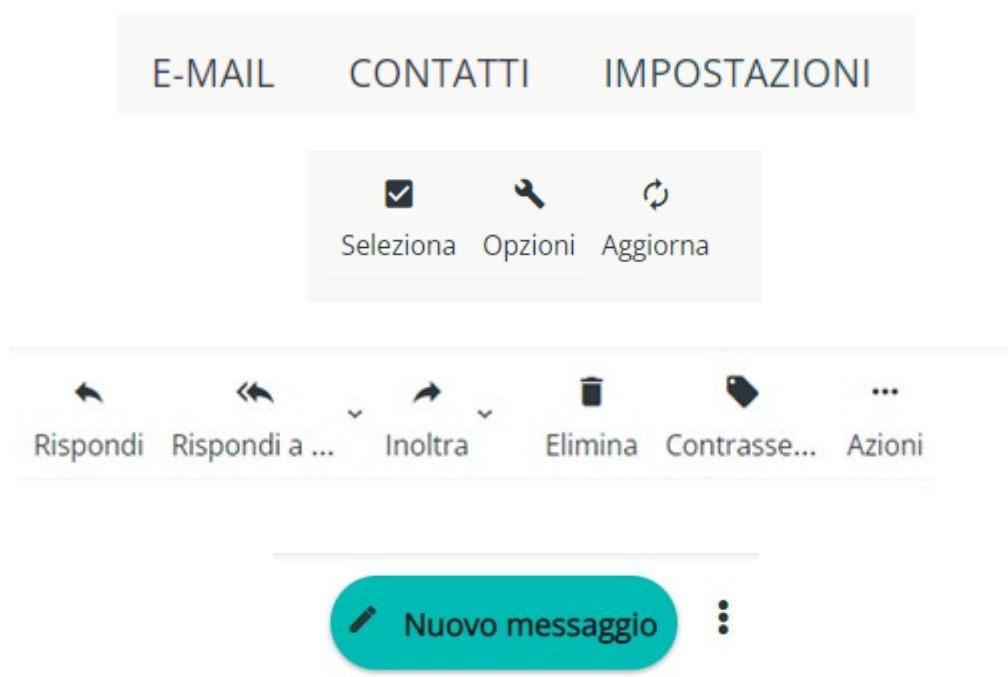 E-MAIL CONTATTI IMPOSTAZIONI
Seleziona Opzioni Aggiorna
Rispondi Rispondi a ... Inoltra Elimina Contrasse... Azioni
Nuovo messaggio